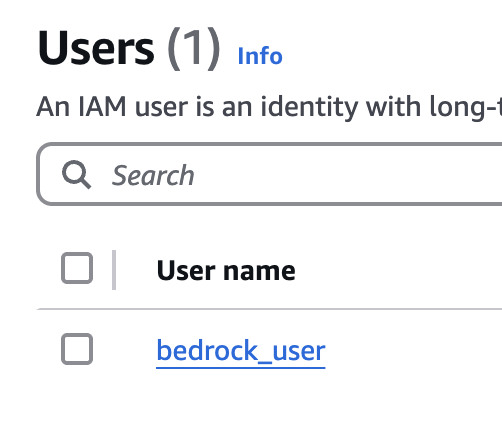 Users (1) Info
An IAM user is an identity with long-
Search
User name
bedrock_user